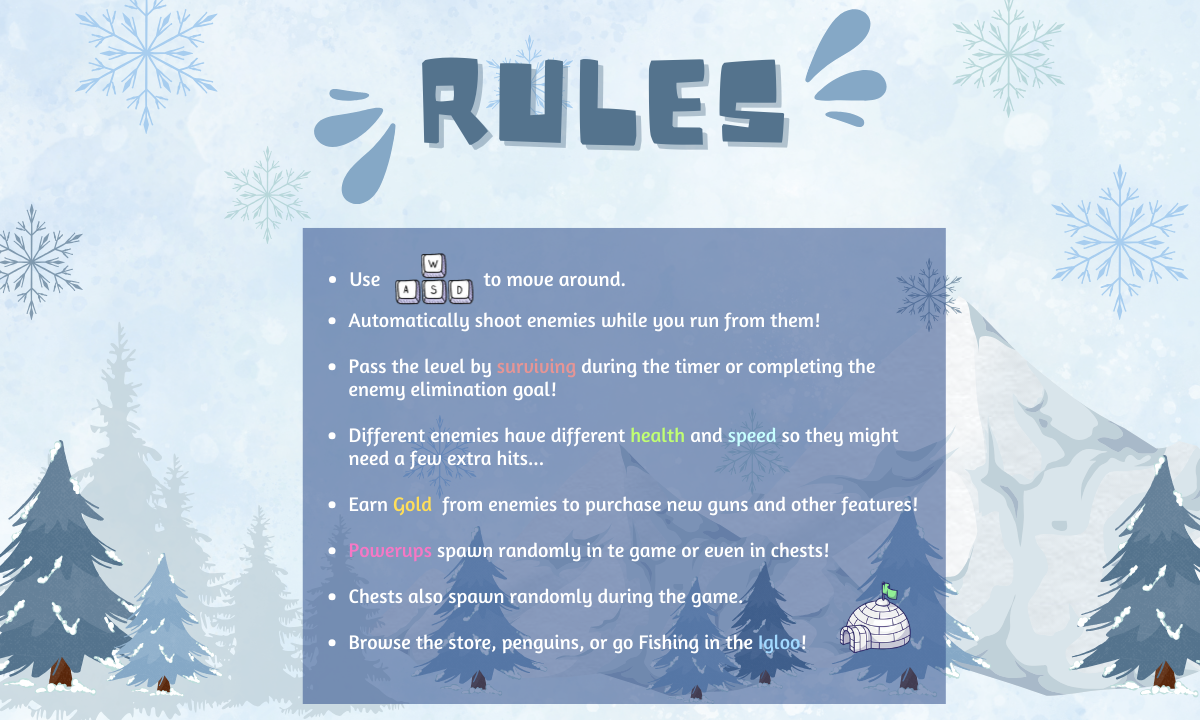 RULES
Use W A S D to move around.
Automatically shoot enemies while you run from them!
Pass the level by surviving during the timer or completing the
enemy elimination goal!
Different enemies have different health and speed so they might
need a few extra hits...
Earn Gold from enemies to purchase new guns and other features!
Powerups spawn randomly in te game or even in chests!
Chests also spawn randomly during the game.
Browse the store, penguins, or go Fishing in the Igloo!